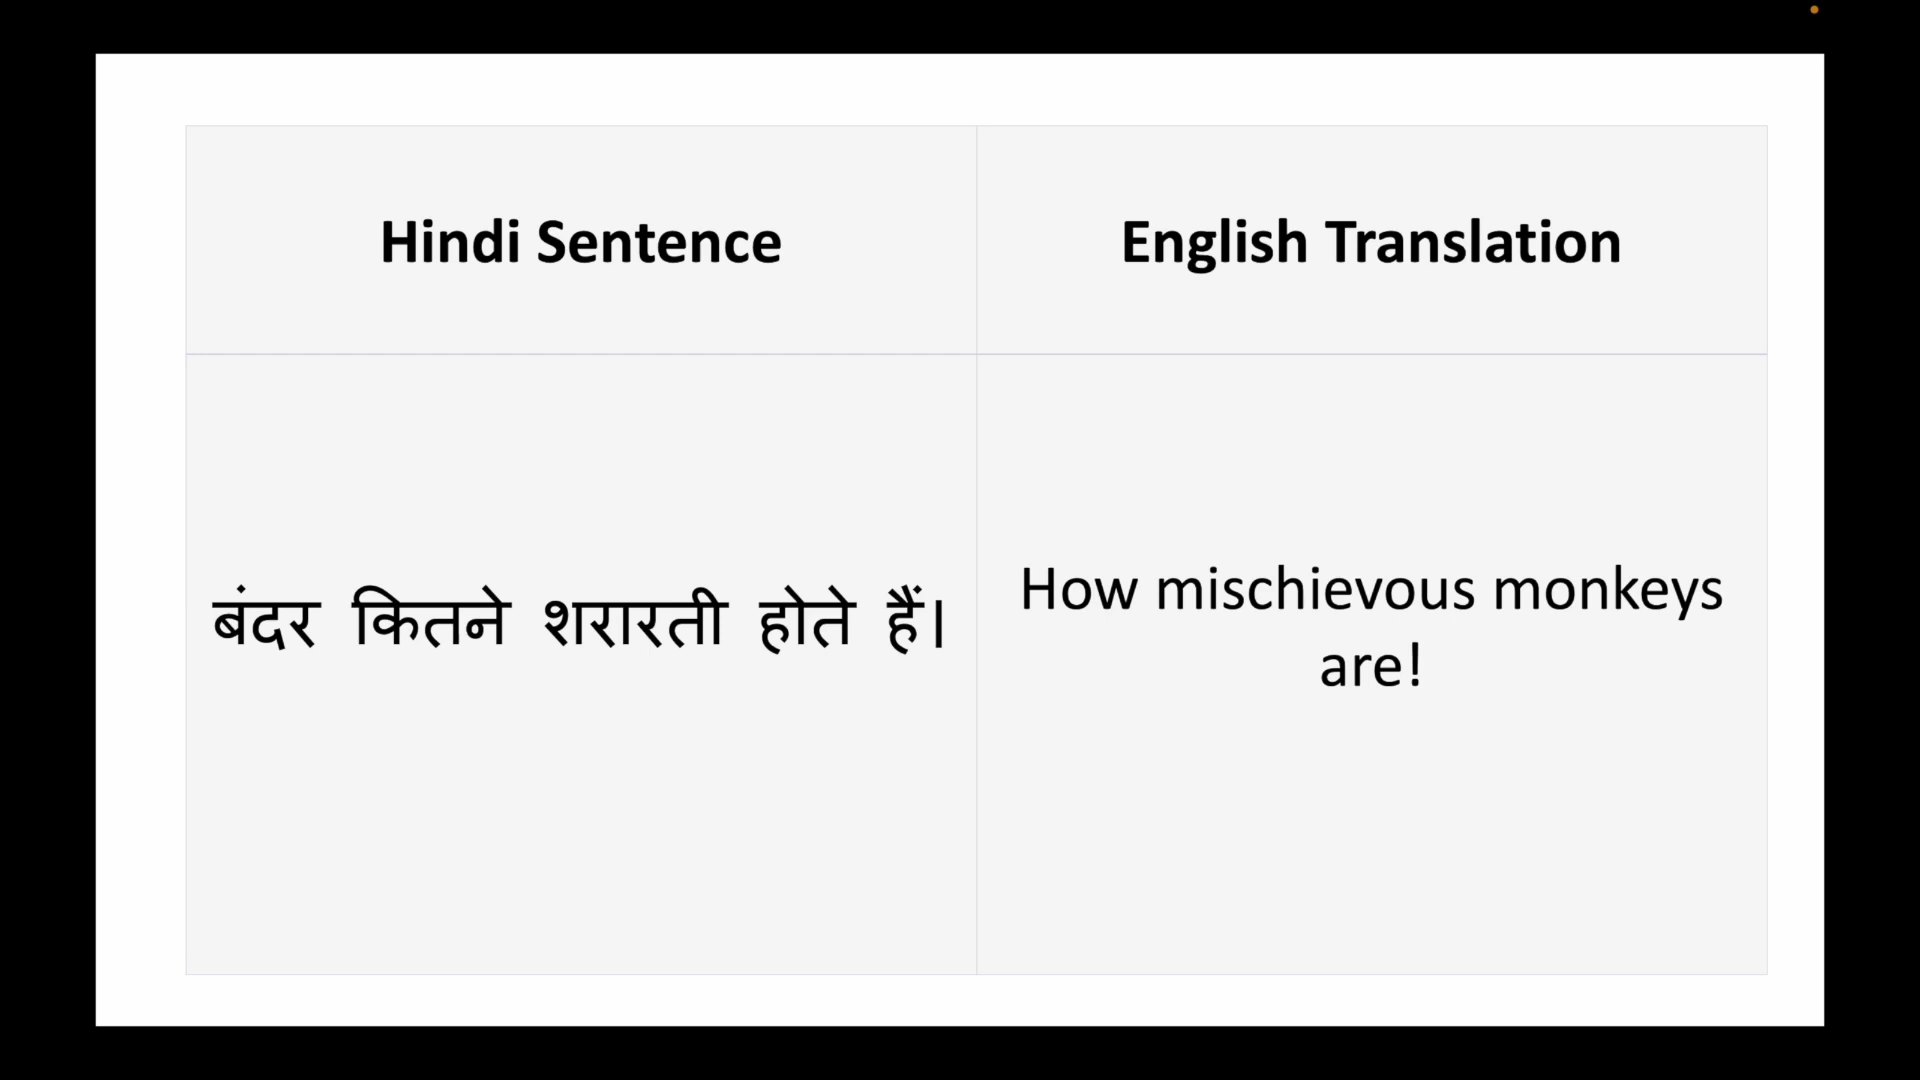 Hindi Sentence
English Translation
बंदर कितने शरारती होते हैं।
How mischievous monkeys
are!